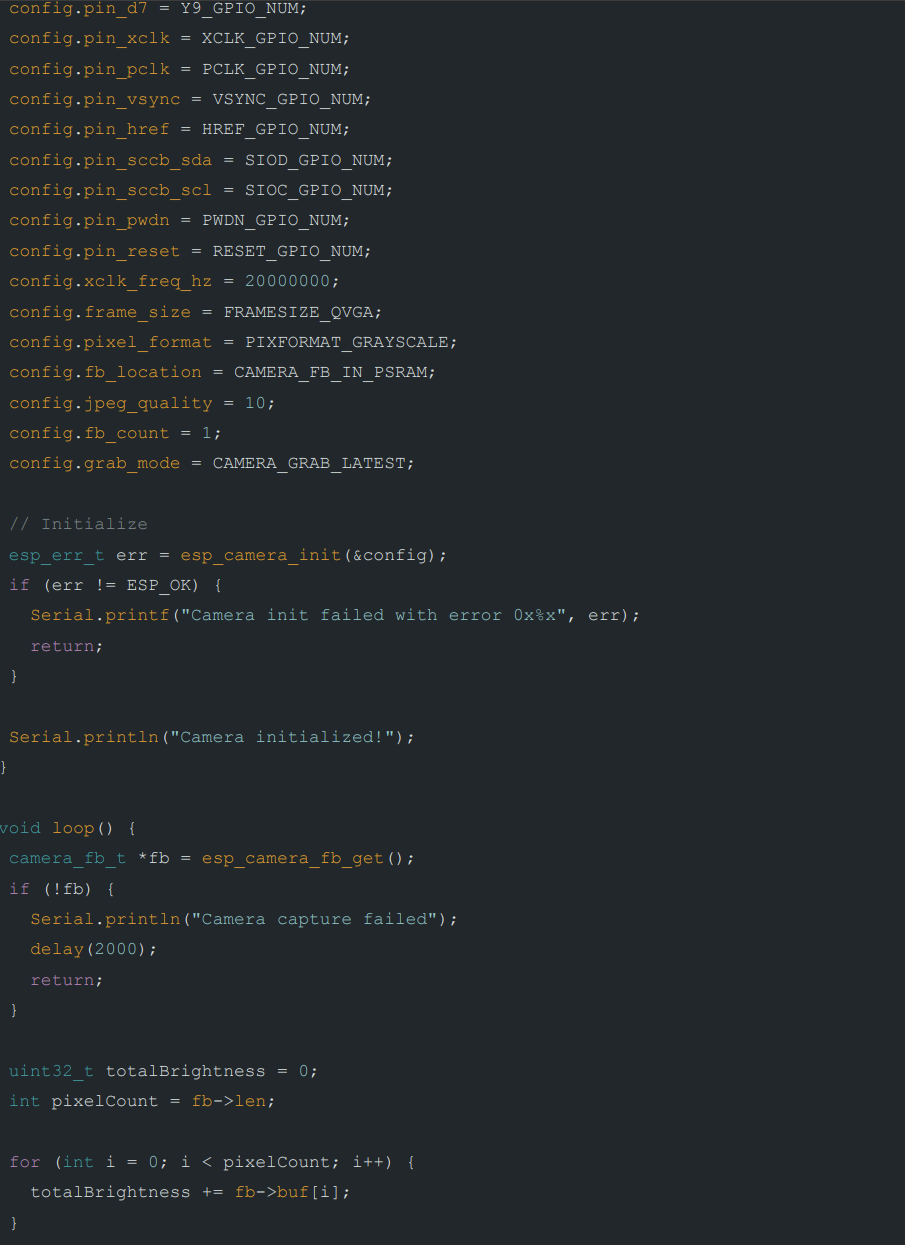 config.pin_d7 = Y9_GPIO_NUM;
config.pin_xclk = XCLK_GPIO_NUM;
config.pin_pclk = PCLK_GPIO_NUM;
config.pin_vsync = VSYNC_GPIO_NUM;
config.pin_href = HREF_GPIO_NUM;
config.pin_sccb_sda = SIOD_GPIO_NUM;
config.pin_sccb_scl = SIOC_GPIO_NUM;
config.pin_pwdn = PWDN_GPIO_NUM;
config.pin_reset = RESET_GPIO_NUM;
config.xclk_freq_hz = 20000000;
config.frame_size = FRAMESIZE_QVGA;
config.pixel_format = PIXFORMAT_GRAYSCALE;
config.fb_location = CAMERA_FB_IN_PSRAM;
config.jpeg_quality = 10;
config.fb_count = 1;
config.grab_mode = CAMERA_GRAB_LATEST;
// Initialize
esp_err_t err = esp_camera_init(&config);
if (err != ESP_OK) {
Serial.printf("Camera init failed with error 0x%x", err);
return;
}
Serial.println("Camera initialized!");
}
void loop() {
camera_fb_t *fb = esp_camera_fb_get();
if (!fb) {
Serial.println("Camera capture failed");
delay(2000);
return;
}
uint32_t totalBrightness = 0;
int pixelCount = fb->len;
for (int i = 0; i < pixelCount; i++) {
totalBrightness += fb->buf[i];
}